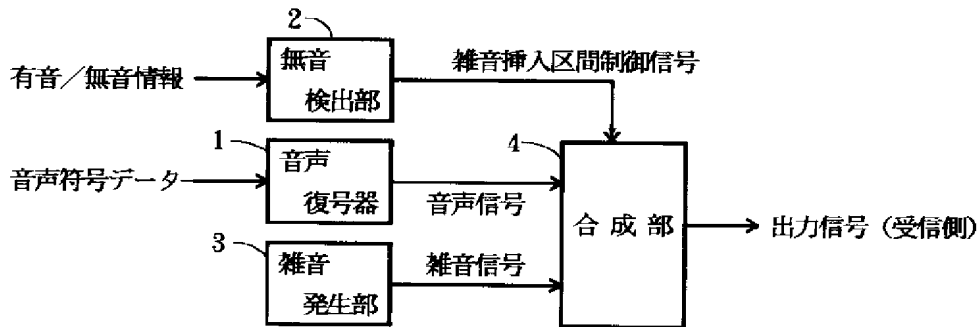 2
無音
検出部
有音／無音情報
雑音挿入区間制御信号
1
音声
復号器
音声符号データ
音声信号
4
合成部
出力信号（受信側）
3
雑音
発生部
雑音信号